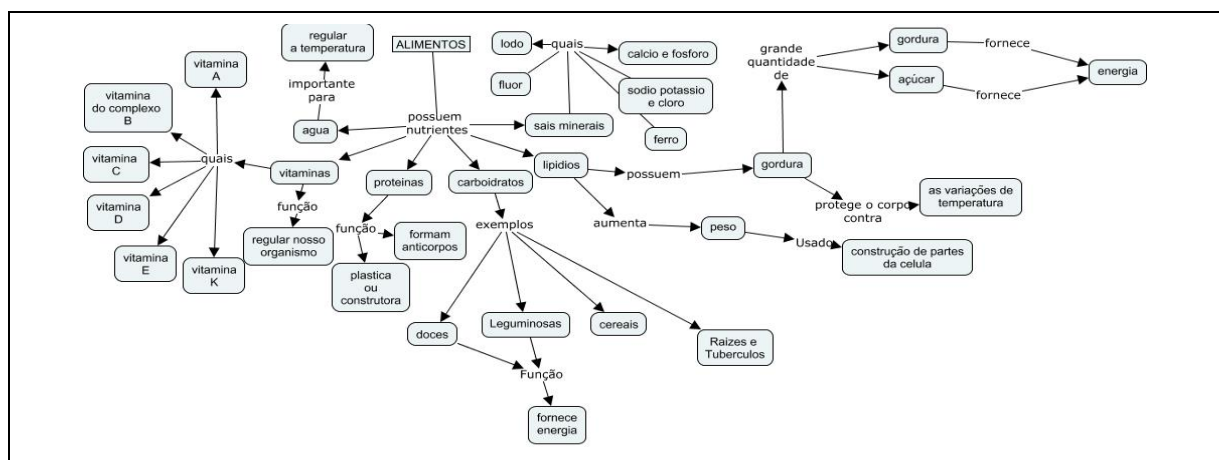 regular
a temperatura
ALIMENTOS
importante
para
agua
possuem
nutrientes
lodo
quais
calcio e fosforo
fluor
sodio potassio
e cloro
sais minerais
ferro
grande
quantidade
de
gordura
fornece
açúcar
fornece
energia
vitamina
A
vitamina
do complexo
B
vitamina
C
vitamina
D
vitamina
E
vitamina
K
quais
vitaminas
função
regular nosso
organismo
proteinas
função
formam
anticorpos
plastica
ou
construtora
carboidratos
exemplos
doces
Leguminosas
cereais
Raizes e
Tuberculos
Função
fornece
energia
lipidios
possuem
gordura
protege o corpo
contra
as variações de
temperatura
aumenta
peso
Usado
construção de partes
da celula